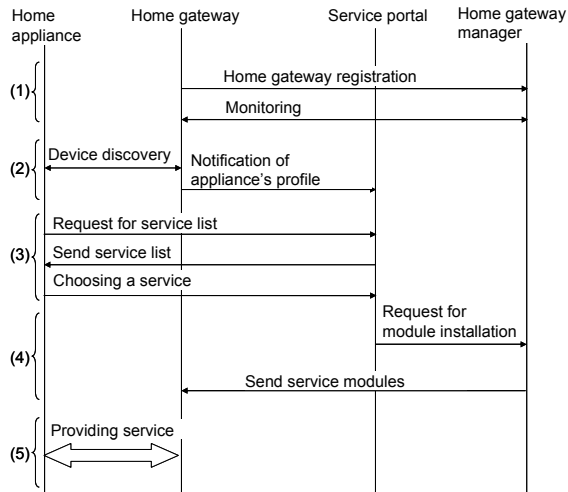 Home
appliance
Home gateway
Service portal
Home gateway
manager
(1)
Home gateway registration
Monitoring
(2)
Device discovery
Notification of
appliance's profile
(3)
Request for service list
Send service list
Choosing a service
(4)
Request for
module installation
Send service modules
(5)
Providing service